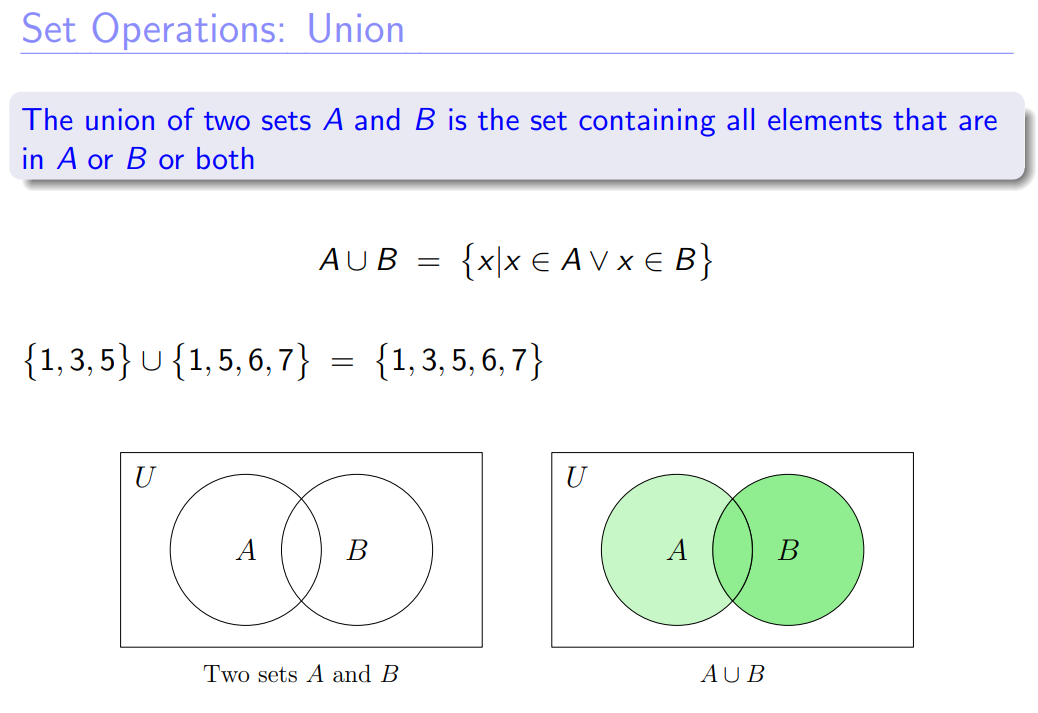 Set Operations: Union
The union of two sets A and B is the set containing all elements that are
in A or B or both
A ∪ B = {x|x ∈ A ∨ x ∈ B}
{1, 3, 5} ∪ {1, 5, 6, 7} = {1, 3, 5, 6, 7}
U
A B
Two sets A and B
U
A B
A ∪ B